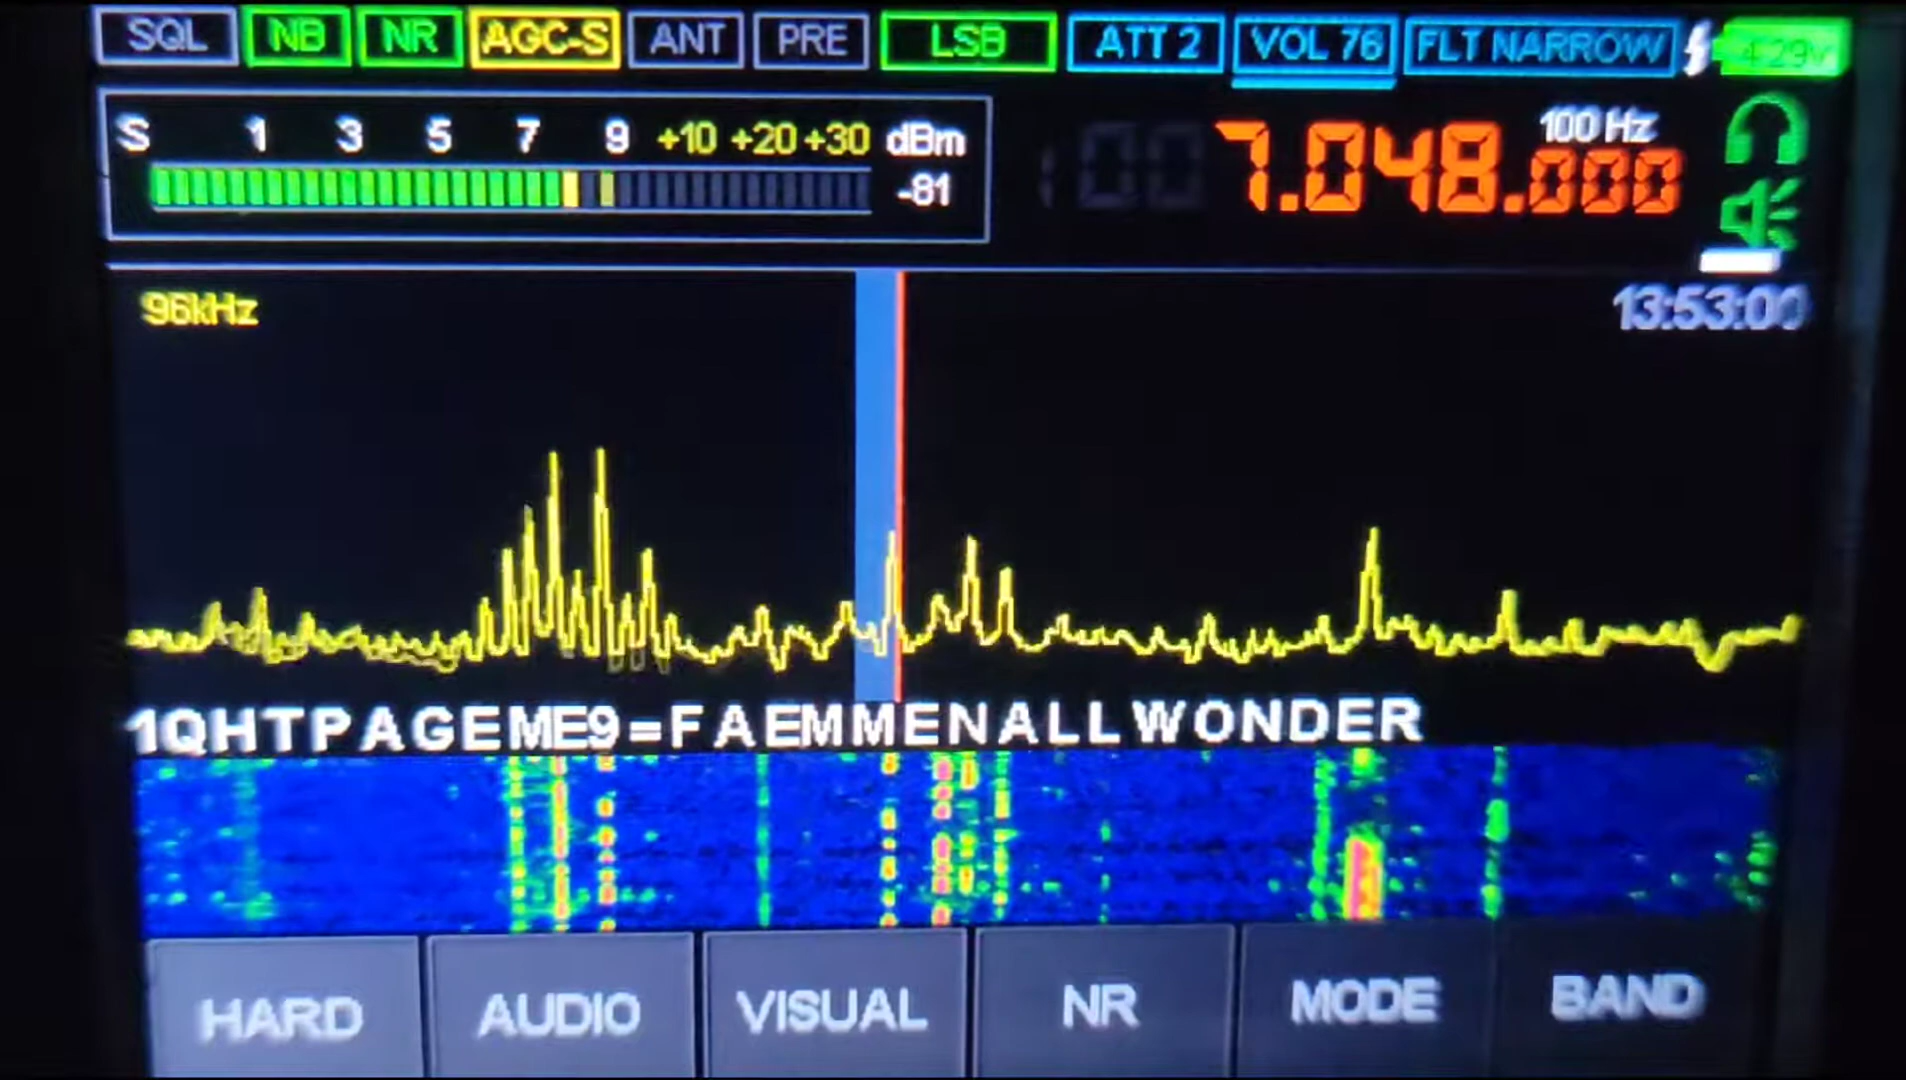 SQL NB NR AGC-S ANT PRE LSB ATT 2 VOL 76 FLT NARROW 4.29V
S 1 3 5 7 9 +10 +20 +30 dBm
-81
100 Hz
7.048.000
96kHz
13:53:00
1QHTPAGEME9=FAEMMENALLWONDER
HARD AUDIO VISUAL NR MODE BAND